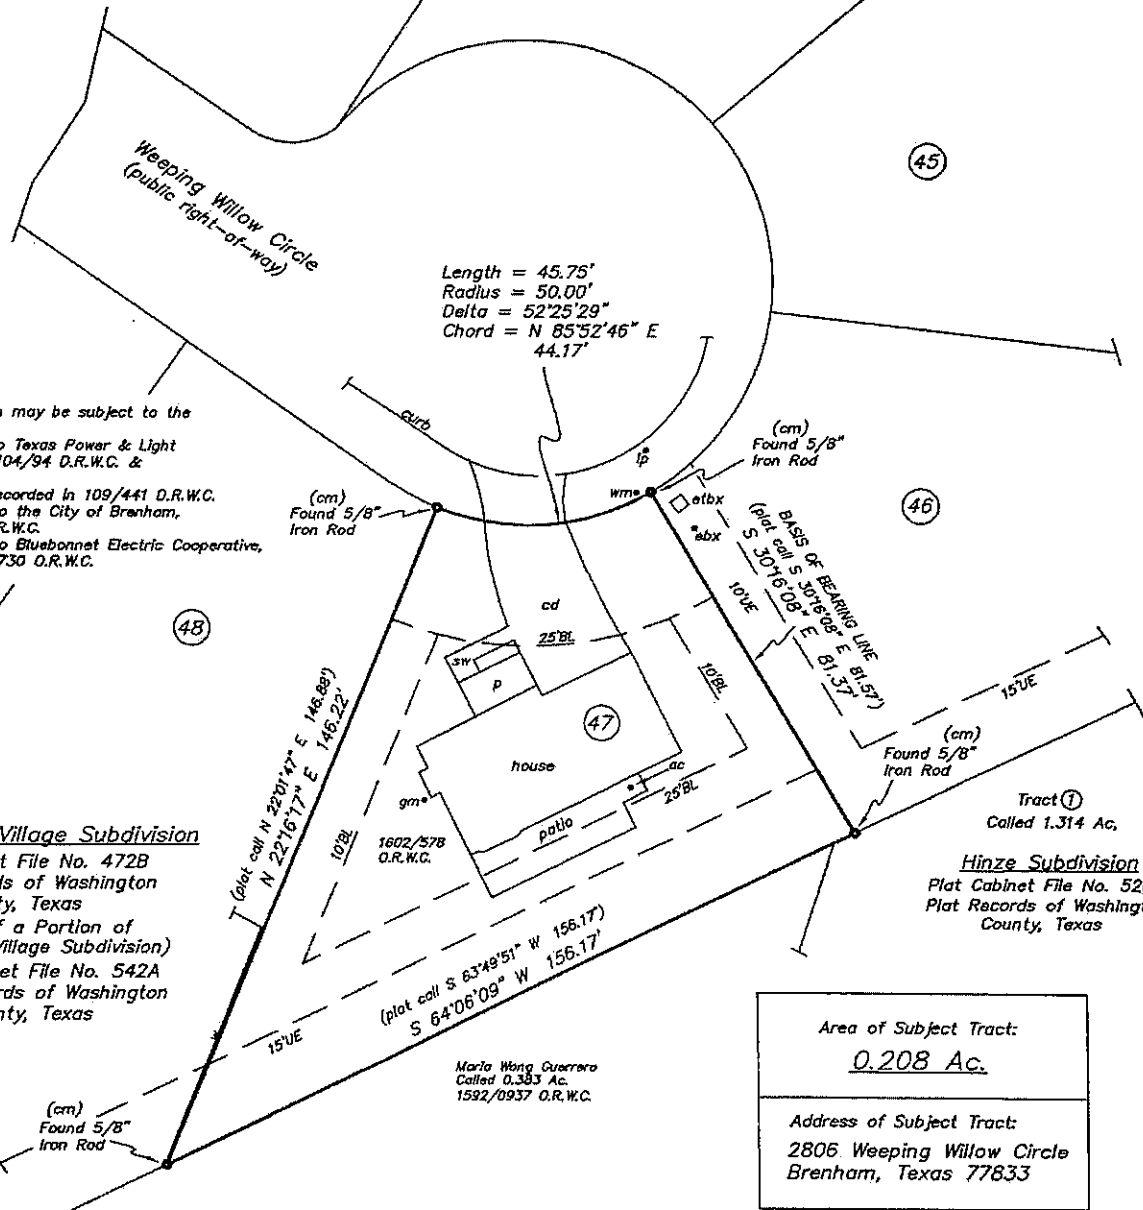 Weeping Willow Circle
(public right-of-way)
45
Length = 45.75'
Radius = 50.00'
Delta = 52°25'29"
Chord = N 85°52'46" E
44.17'
may be subject to the
Texas Power & Light
104/94 D.R.W.C. &
recorded in 109/441 D.R.W.C.
to the City of Brenham,
R.W.C.
to Bluebonnet Electric Cooperative,
730 O.R.W.C.
curb
(cm)
Found 5/8"
Iron Rod
lp
wm
(cm)
Found 5/8"
Iron Rod
etbx
ebx
46
BASIS OF BEARING LINE
(plat call S 30°16'08" E 81.57')
S 30°16'08" E 81.37'
10'UE
48
cd
25'BL
sw
p
10'BL
15'UE
47
(cm)
Found 5/8"
Iron Rod
house
ac
25'BL
gm
patio
(plat call N 22°01'47" E 146.88')
N 22°16'17" E 146.22'
10'BL
1602/578
O.R.W.C.
Tract 1
Called 1.314 Ac.
Village Subdivision
t File No. 472B
ds of Washington
ty, Texas
f a Portion of
Village Subdivision)
et File No. 542A
rds of Washington
nty, Texas
Hinze Subdivision
Plat Cabinet File No. 52
Plat Records of Washingt
County, Texas
(plat call S 63°49'51" W 156.17')
S 64°06'09" W 156.17'
15'UE
Maria Wong Guerrero
Called 0.383 Ac.
1592/0937 O.R.W.C.
(cm)
Found 5/8"
Iron Rod
Area of Subject Tract:
0.208 Ac.
Address of Subject Tract:
2806 Weeping Willow Circle
Brenham, Texas 77833